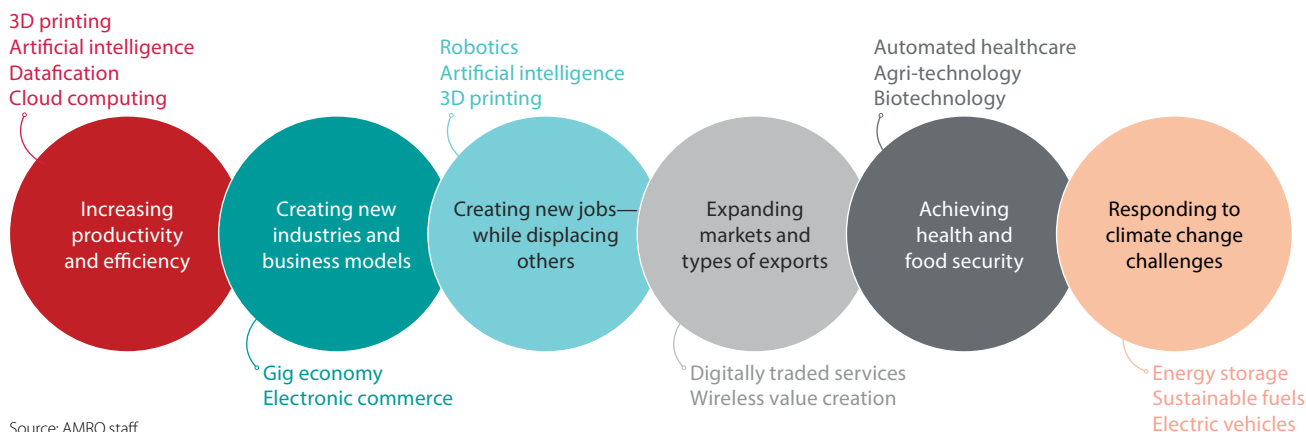 3D printing
Artificial intelligence
Datafication
Cloud computing
Robotics
Artificial intelligence
3D printing
Automated healthcare
Agri-technology
Biotechnology
Increasing
productivity
and efficiency
Creating new
industries and
business models
Creating new jobs—
while displacing
others
Expanding
markets and
types of exports
Achieving
health and
food security
Responding to
climate change
challenges
Gig economy
Electronic commerce
Digitally traded services
Wireless value creation
Energy storage
Sustainable fuels
Electric vehicles
Source: AMRO staff